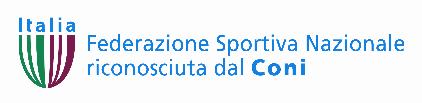 Italia
Federazione Sportiva Nazionale
riconosciuta dal Coni